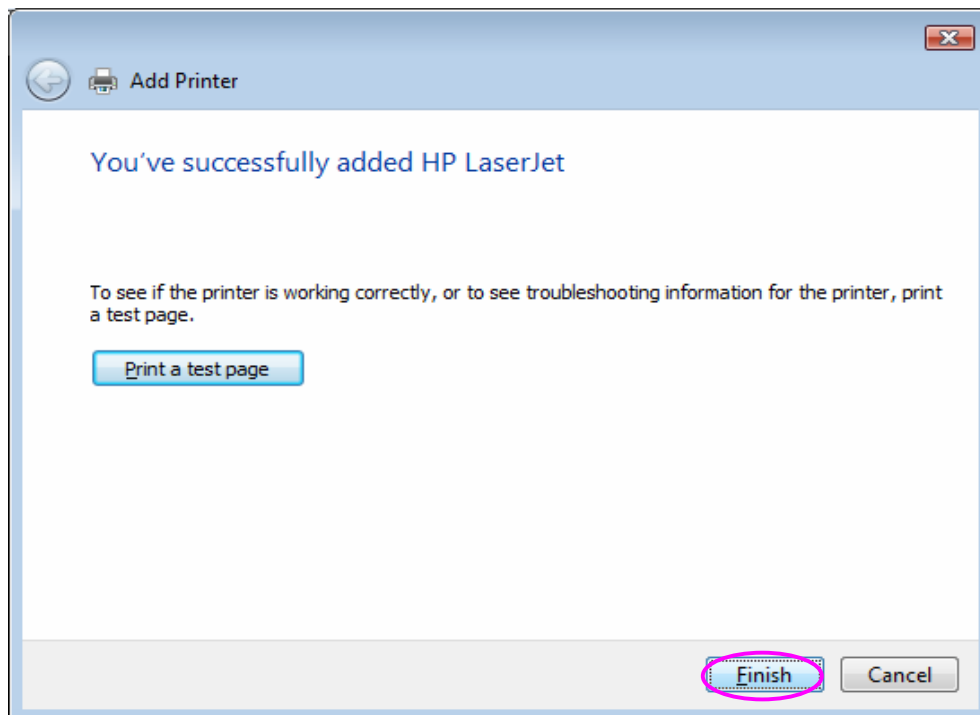 Add Printer
You've successfully added HP LaserJet
To see if the printer is working correctly, or to see troubleshooting information for the printer, print
a test page.
Print a test page
Finish
Cancel